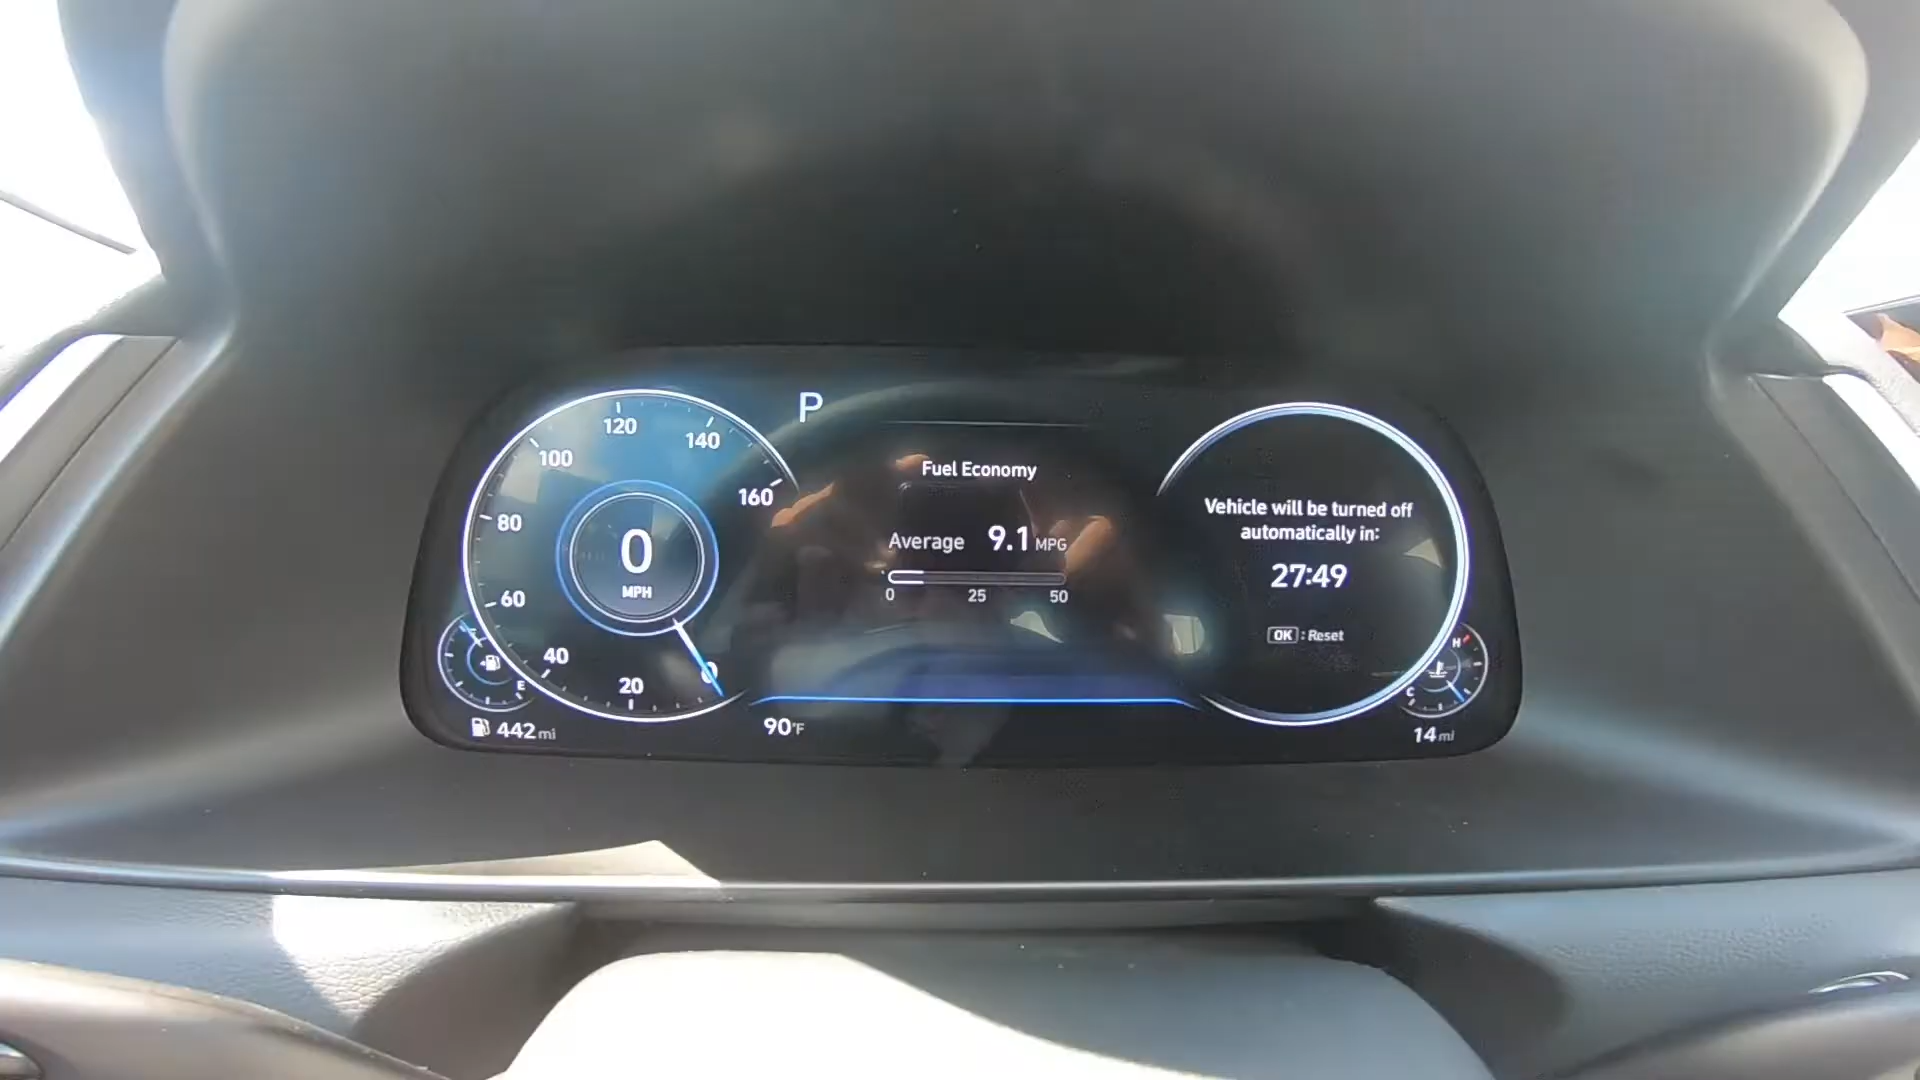 P
120
140
100
160
80
60
40
20
0
0
MPH
E
442 mi
90°F
Fuel Economy
Average 9.1 MPG
0 25 50
Vehicle will be turned off
automatically in:
27:49
OK : Reset
H
C
14 mi